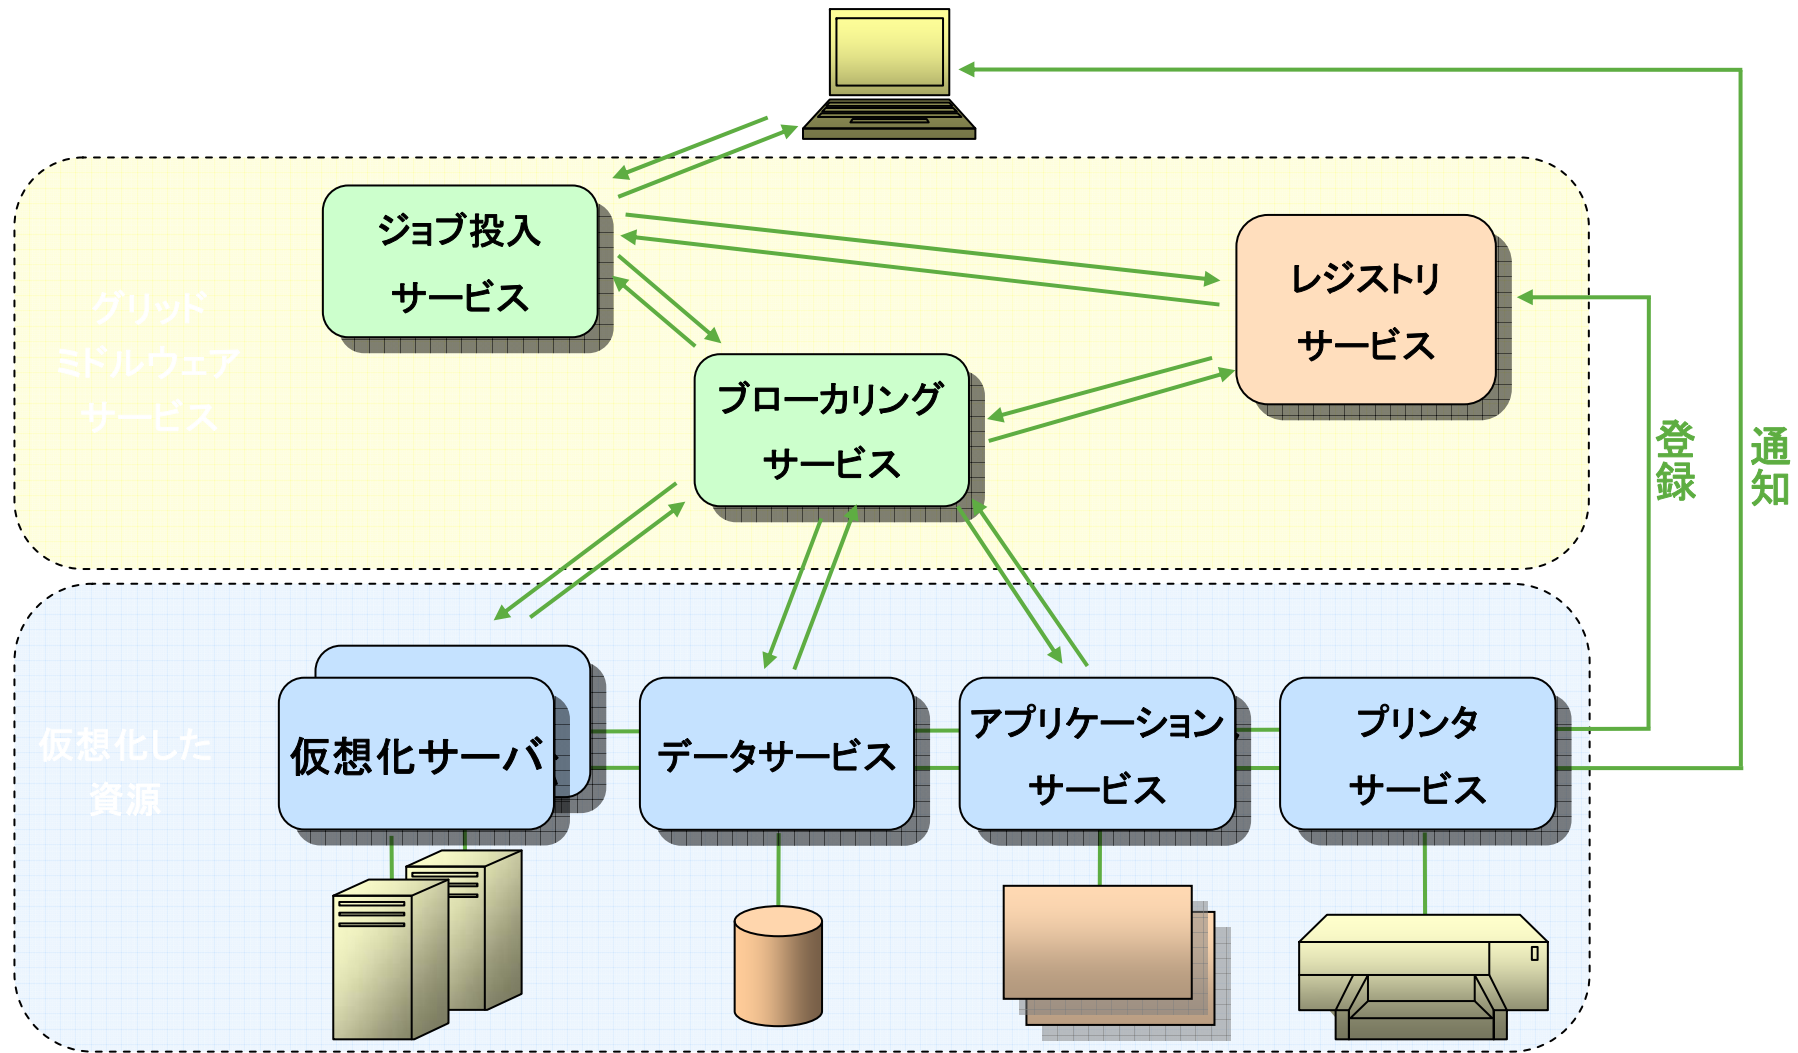 ジョブ投入
サービス
レジストリ
サービス
グリッド
ミドルウェア
サービス
ブローカリング
サービス
登録
通知
仮想化した
資源
仮想化サーバ
データサービス
アプリケーション
サービス
プリンタ
サービス